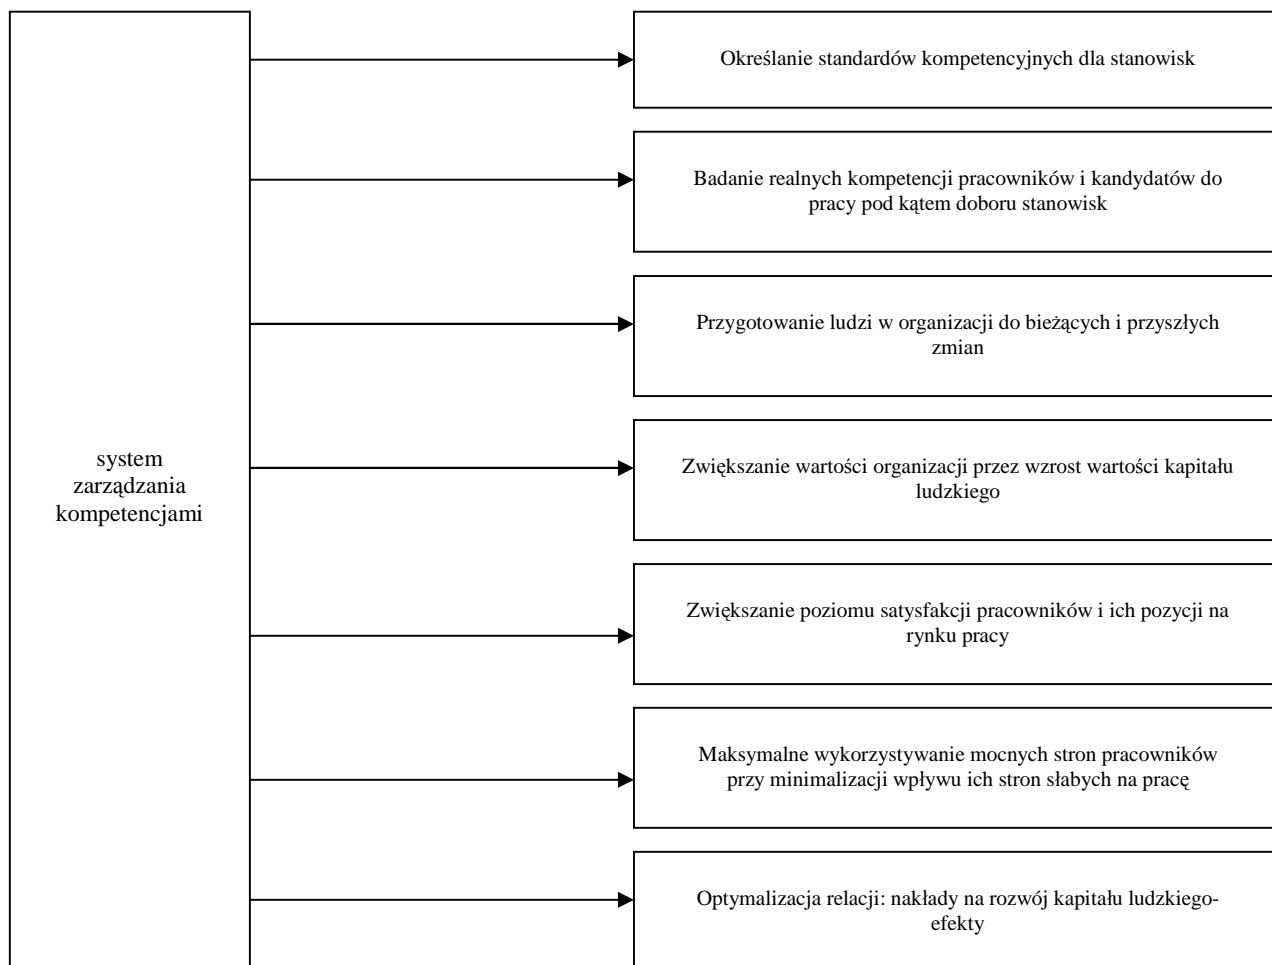 system
zarządzania
kompetencjami
Określanie standardów kompetencyjnych dla stanowisk
Badanie realnych kompetencji pracowników i kandydatów do
pracy pod kątem doboru stanowisk
Przygotowanie ludzi w organizacji do bieżących i przyszłych
zmian
Zwiększanie wartości organizacji przez wzrost wartości kapitału
ludzkiego
Zwiększanie poziomu satysfakcji pracowników i ich pozycji na
rynku pracy
Maksymalne wykorzystywanie mocnych stron pracowników
przy minimalizacji wpływu ich stron słabych na pracę
Optymalizacja relacji: nakłady na rozwój kapitału ludzkiego-
efekty